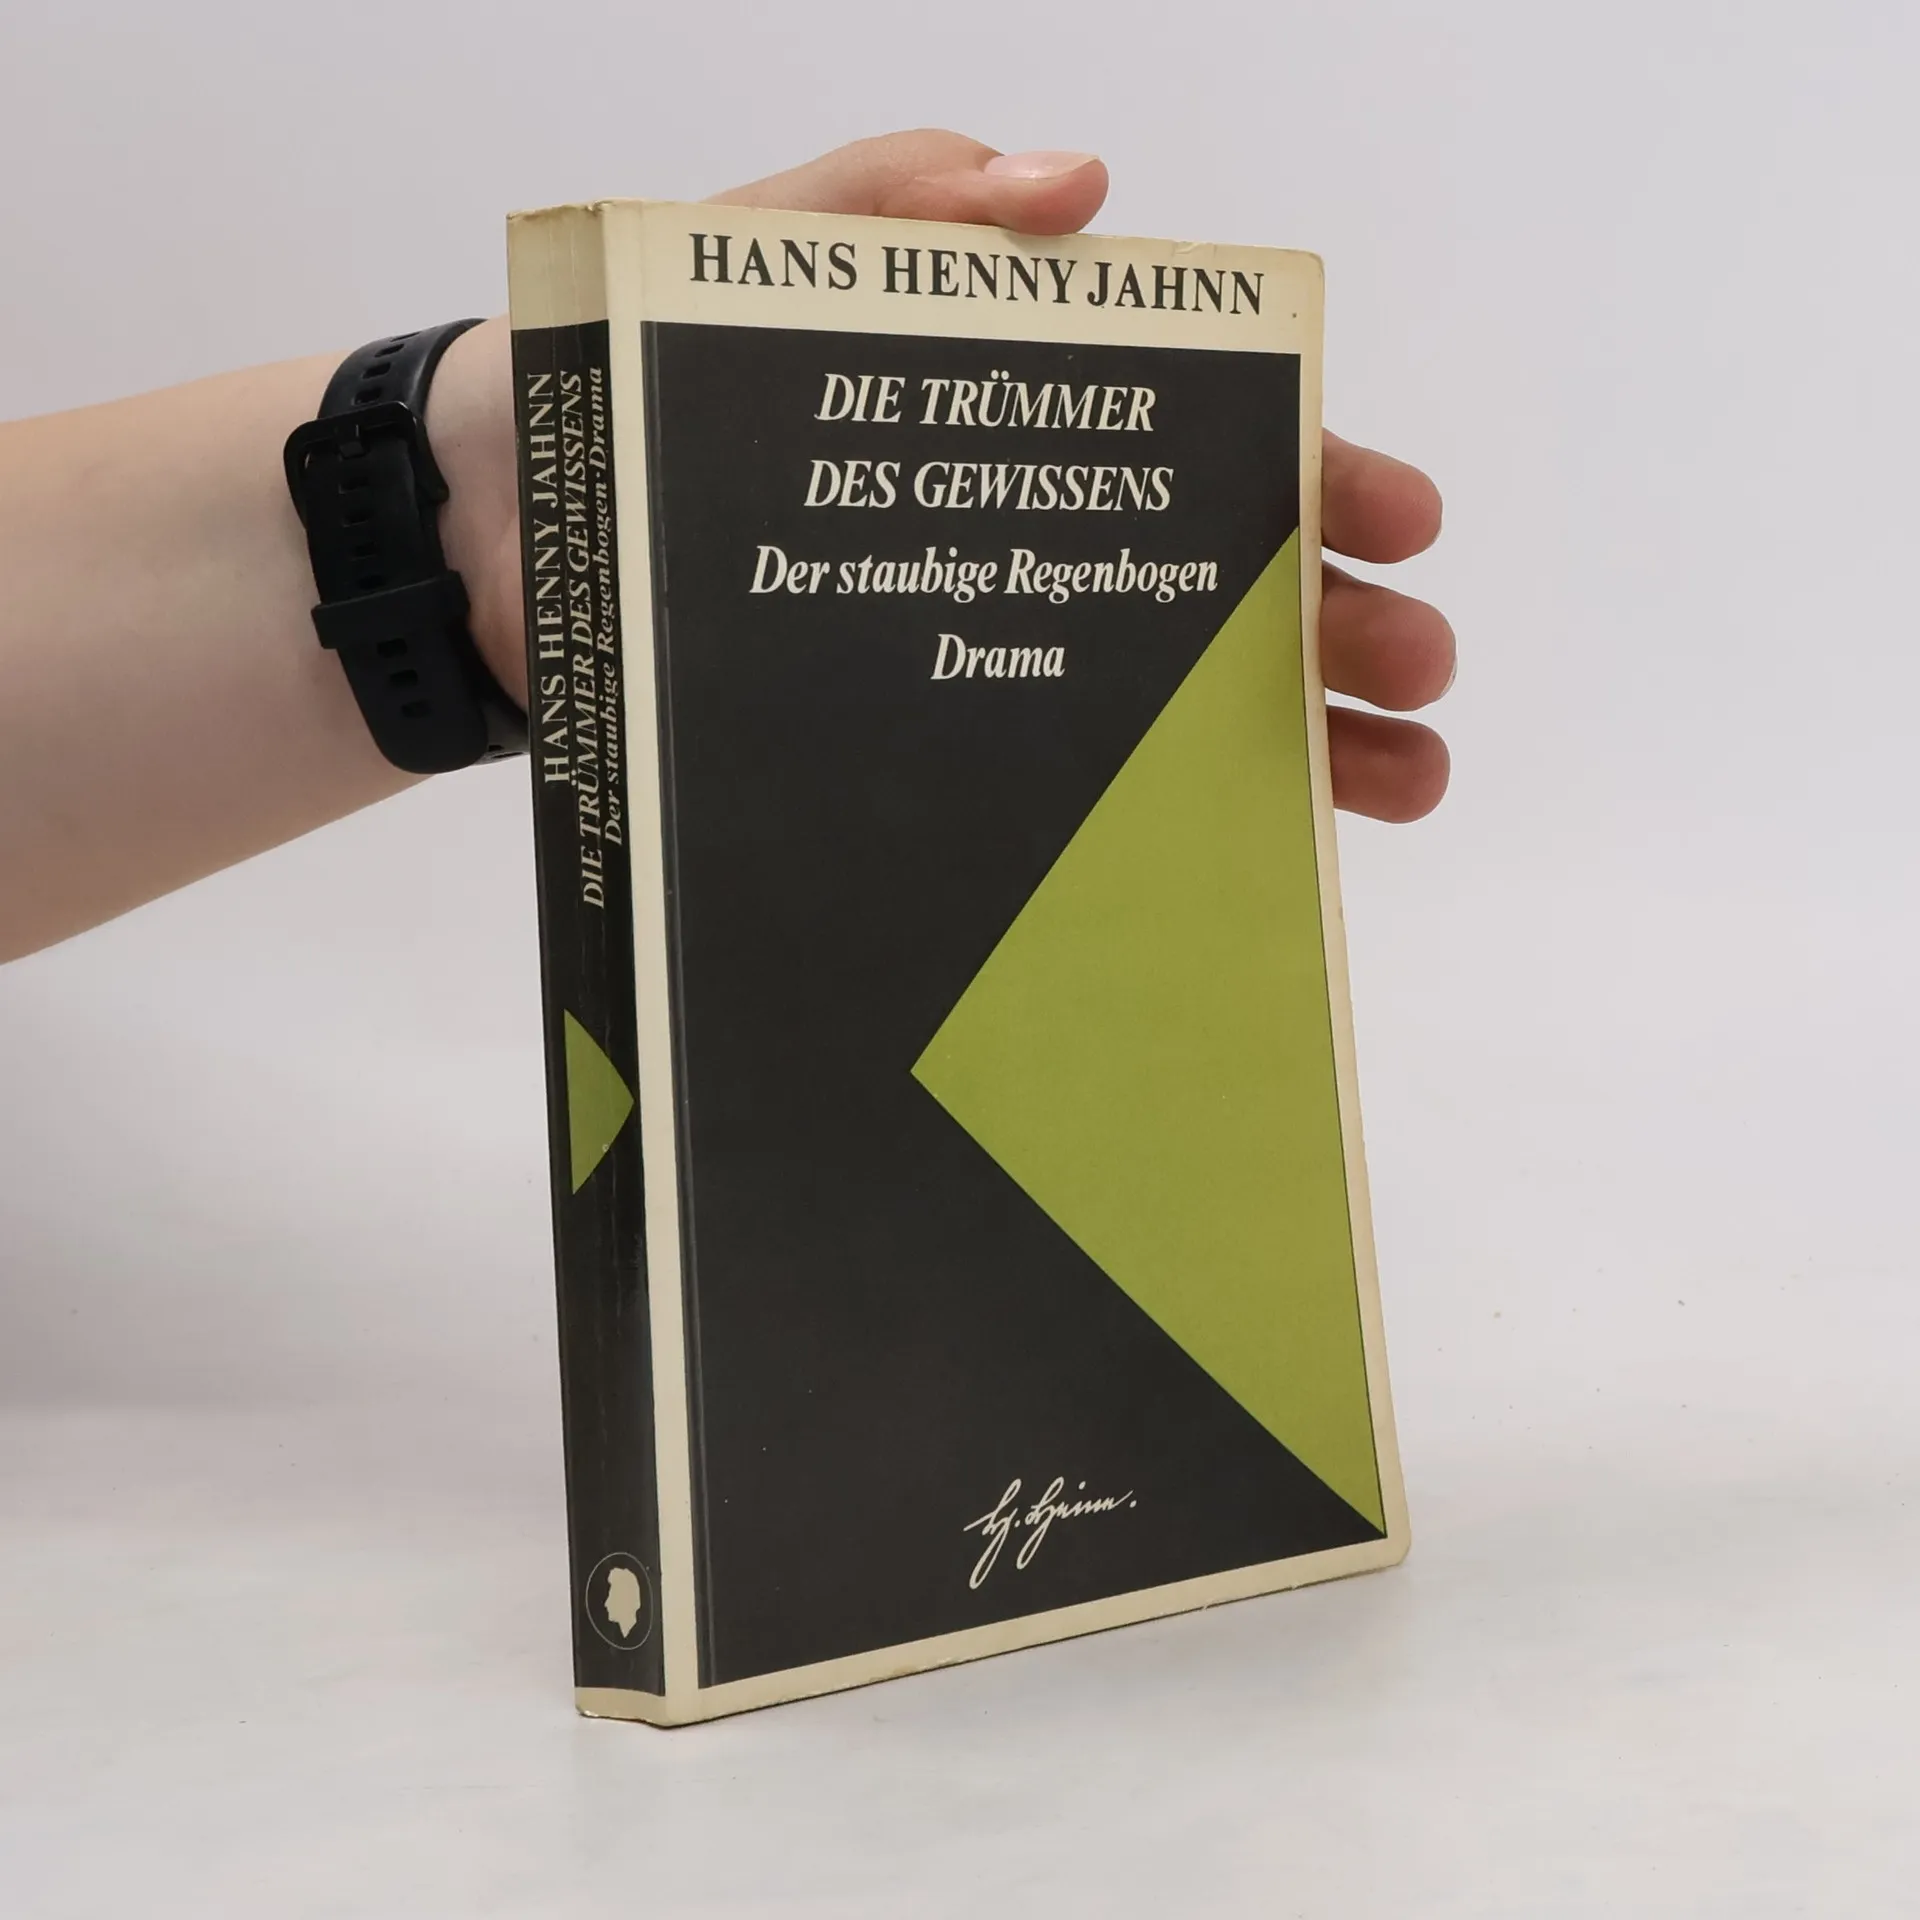 HANS HENNY JAHNN
DIE TRÜMMER
DES GEWISSENS
Der staubige Regenbogen
Drama
H. Heine.
HANS HENNY JAHNN
DIE TRÜMMER DES GEWISSENS
Der staubige Regenbogen · Drama